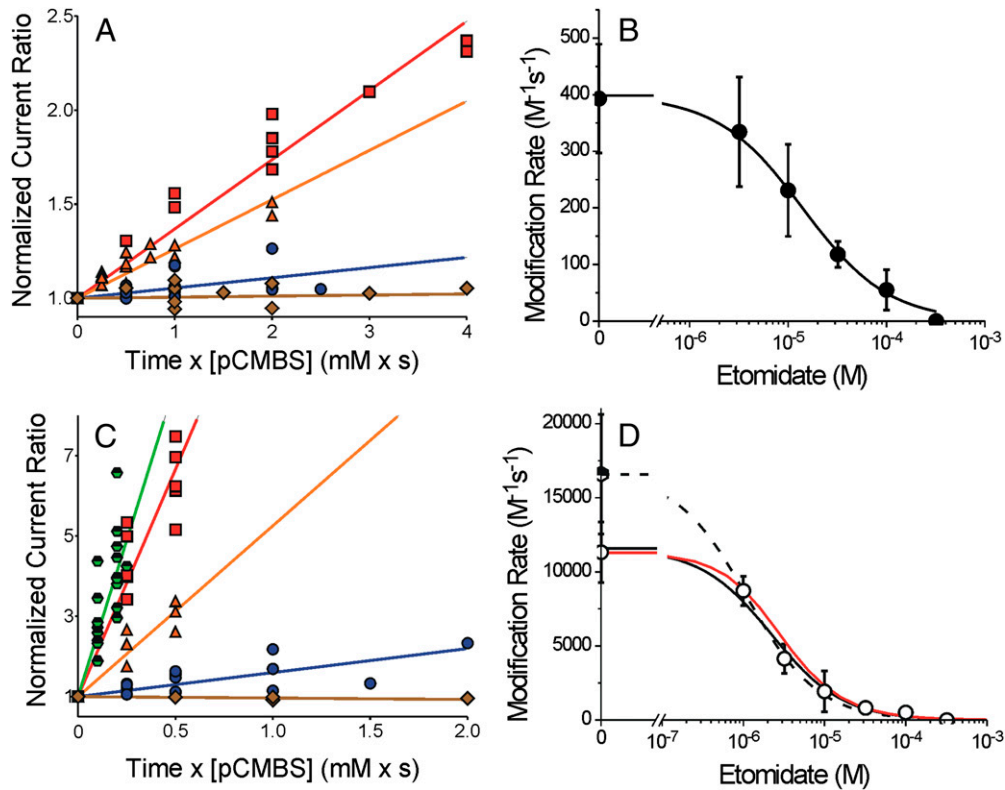 A
Normalized Current Ratio
2.5
2.0
1.5
1.0
0 1 2 3 4
Time x [pCMBS] (mM x s)
B
Modification Rate (M⁻¹s⁻¹)
500
400
300
200
100
0
0 10⁻⁶ 10⁻⁵ 10⁻⁴ 10⁻³
Etomidate (M)
C
Normalized Current Ratio
7
5
3
1
0 0.5 1.0 1.5 2.0
Time x [pCMBS] (mM x s)
D
Modification Rate (M⁻¹s⁻¹)
20000
15000
10000
5000
0
0 10⁻⁷ 10⁻⁶ 10⁻⁵ 10⁻⁴ 10⁻³
Etomidate (M)